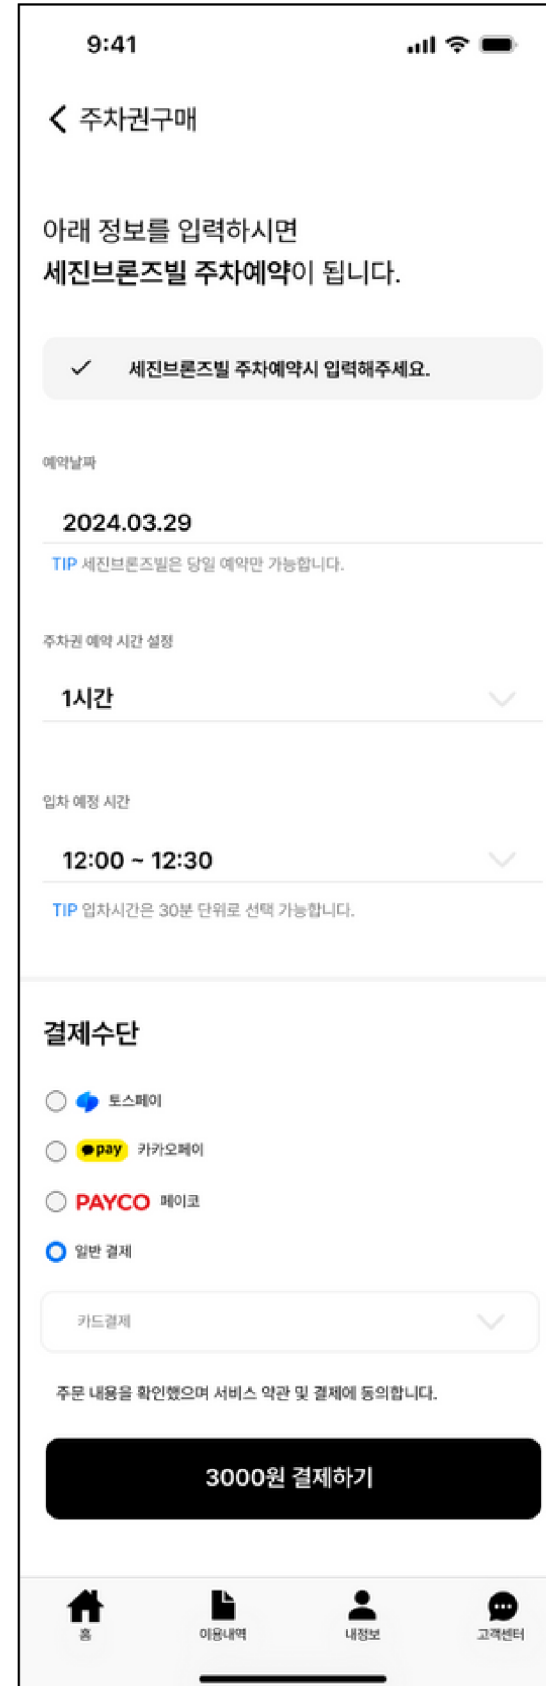 9:41
주차권구매
아래 정보를 입력하시면
세진브론즈빌 주차예약이 됩니다.
세진브론즈빌 주차예약시 입력해주세요.
예약날짜
2024.03.29
TIP 세진브론즈빌은 당일 예약만 가능합니다.
주차권 예약 시간 설정
1시간
입차 예정 시간
12:00 ~ 12:30
TIP 입차시간은 30분 단위로 선택 가능합니다.
결제수단
토스페이
pay 카카오페이
PAYCO 페이코
일반 결제
카드결제
주문 내용을 확인했으며 서비스 약관 및 결제에 동의합니다.
3000원 결제하기
홈 이용내역 내정보 고객센터